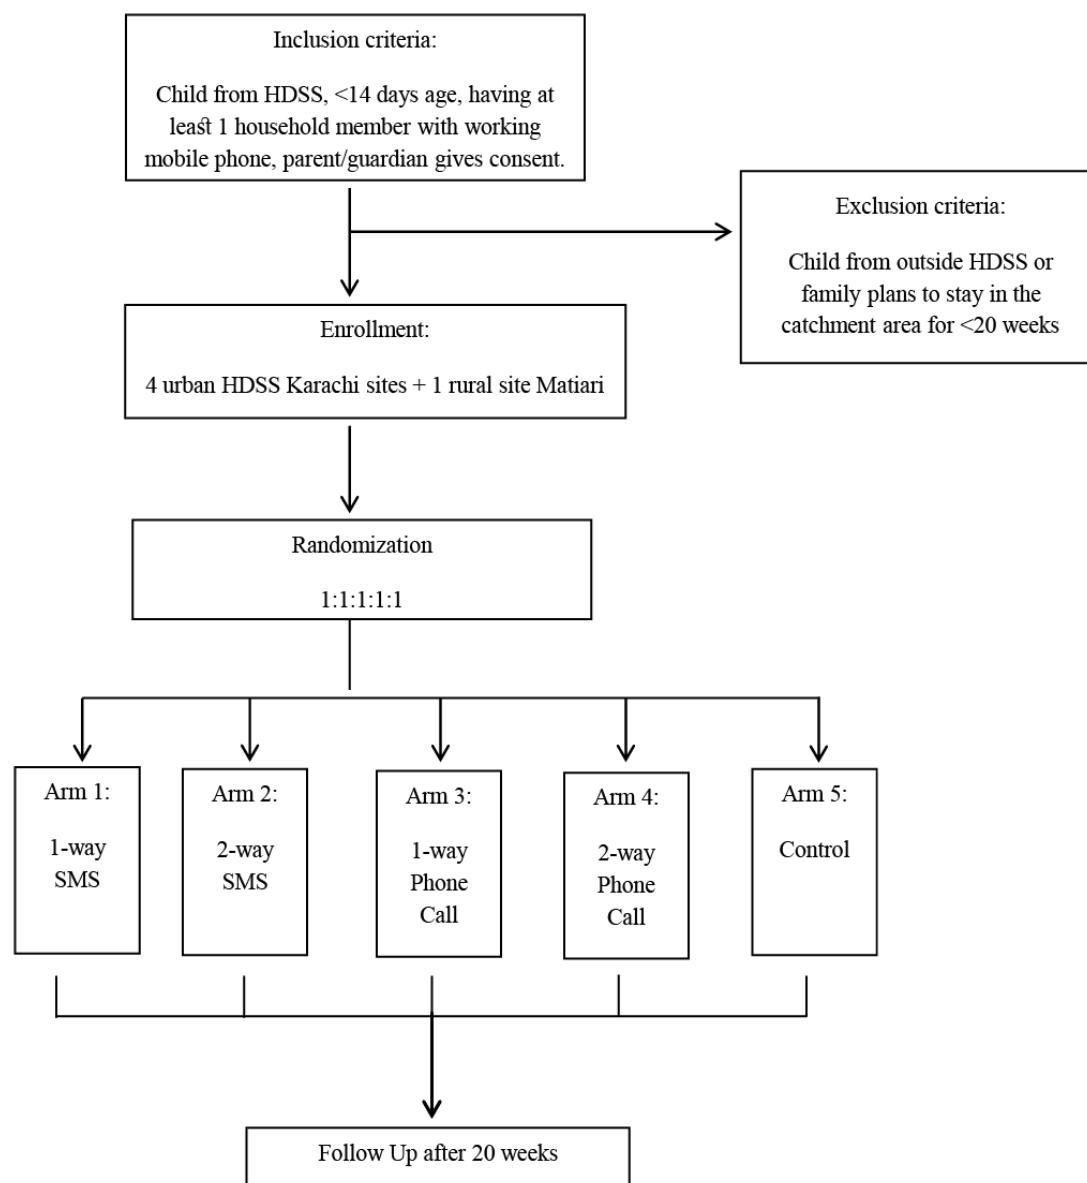 Inclusion criteria:
Child from HDSS, <14 days age, having at
least 1 household member with working
mobile phone, parent/guardian gives consent.
Exclusion criteria:
Child from outside HDSS or
family plans to stay in the
catchment area for <20 weeks
Enrollment:
4 urban HDSS Karachi sites + 1 rural site Matiari
Randomization
1:1:1:1:1
Arm 1:
1-way
SMS
Arm 2:
2-way
SMS
Arm 3:
1-way
Phone
Call
Arm 4:
2-way
Phone
Call
Arm 5:
Control
Follow Up after 20 weeks